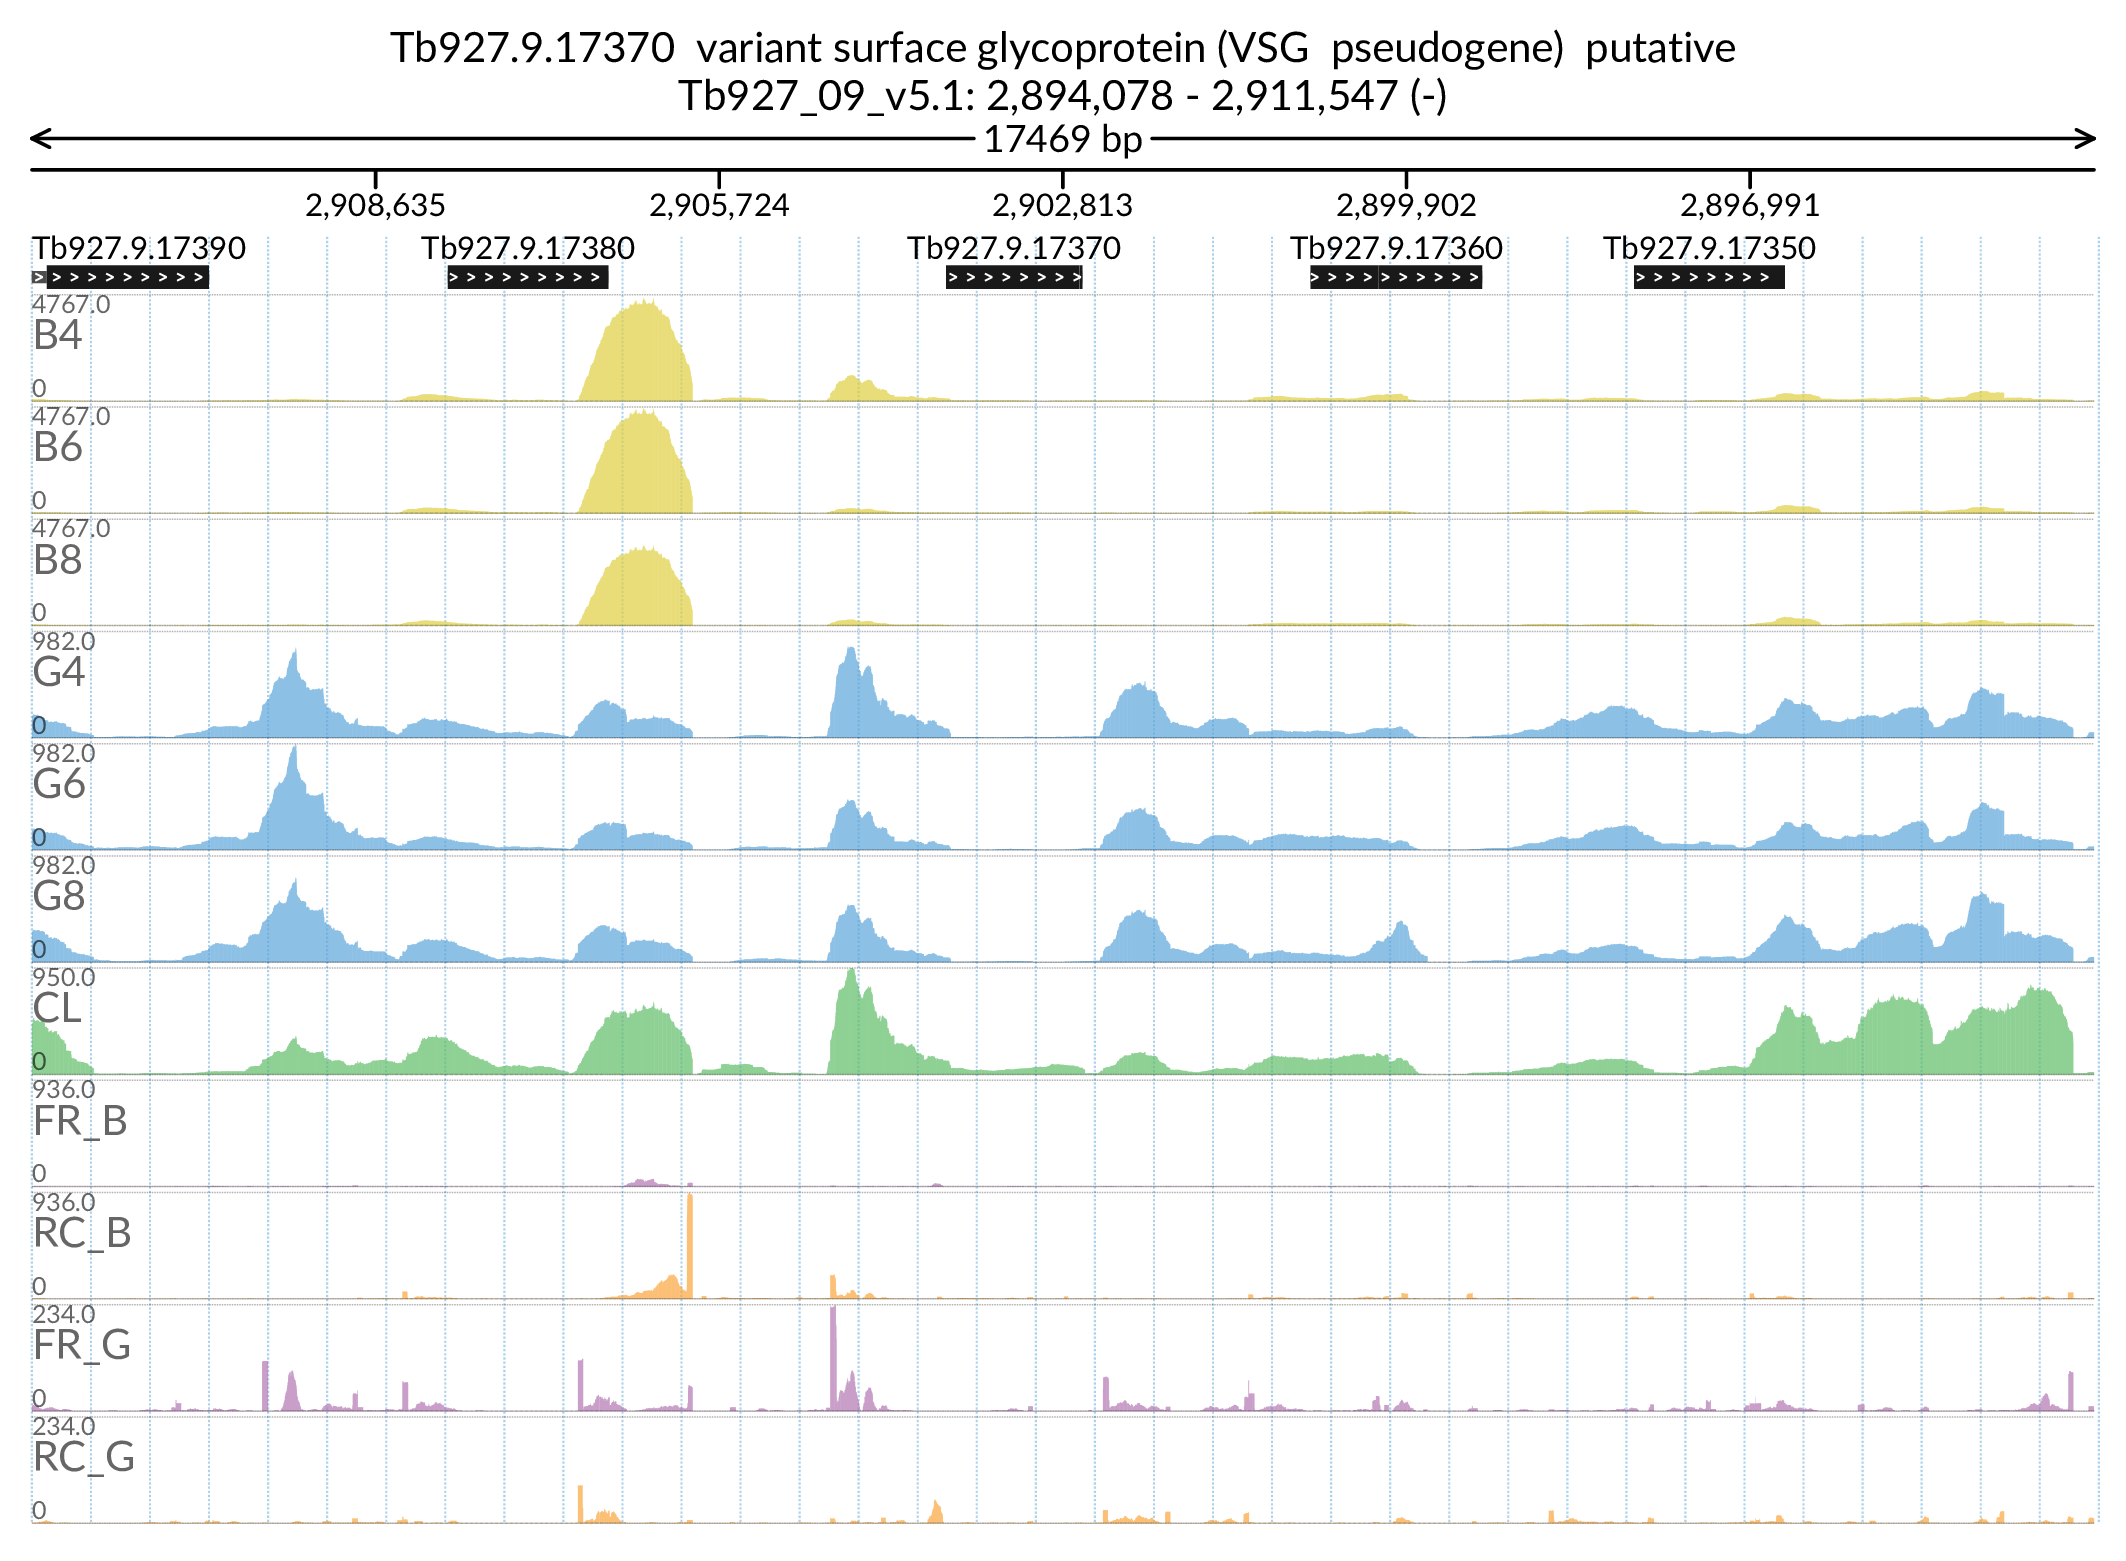 Tb927.9.17370 variant surface glycoprotein (VSG pseudogene) putative
Tb927_09_v5.1: 2,894,078 - 2,911,547 (-)
17469 bp
2,908,635 2,905,724 2,902,813 2,899,902 2,896,991
Tb927.9.17390 Tb927.9.17380 Tb927.9.17370 Tb927.9.17360 Tb927.9.17350
4767.0
B4
0
4767.0
B6
0
4767.0
B8
0
982.0
G4
0
982.0
G6
0
982.0
G8
0
950.0
CL
0
936.0
FR_B
0
936.0
RC_B
0
234.0
FR_G
0
234.0
RC_G
0